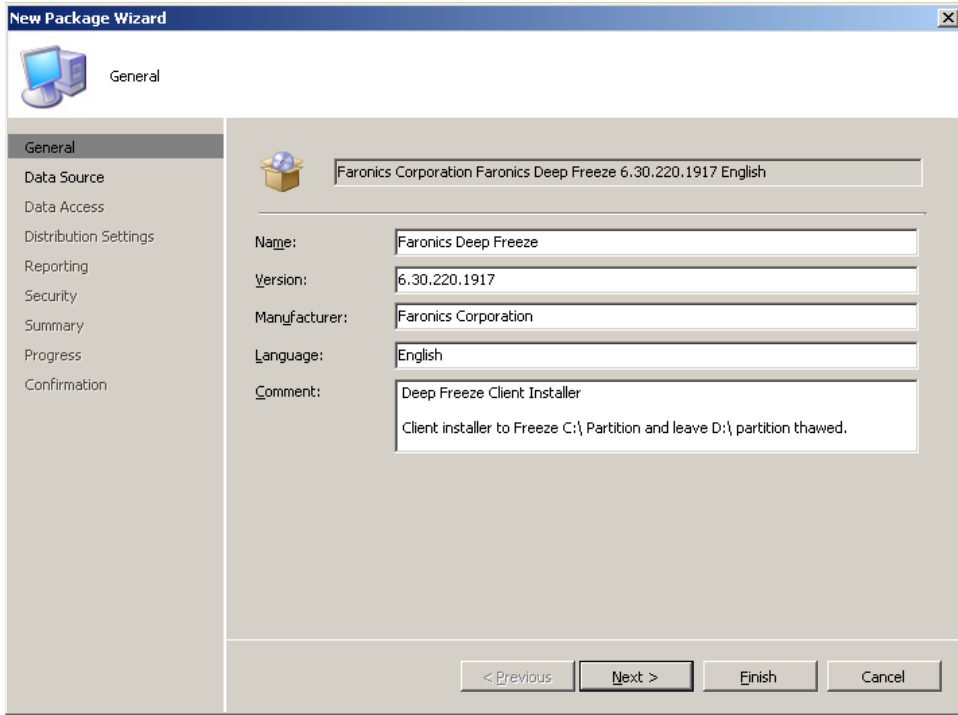 New Package Wizard
General
General
Data Source
Data Access
Distribution Settings
Reporting
Security
Summary
Progress
Confirmation
Faronics Corporation Faronics Deep Freeze 6.30.220.1917 English
Name:
Faronics Deep Freeze
Version:
6.30.220.1917
Manufacturer:
Faronics Corporation
Language:
English
Comment:
Deep Freeze Client Installer
Client installer to Freeze C:\ Partition and leave D:\ partition thawed.
< Previous
Next >
Finish
Cancel